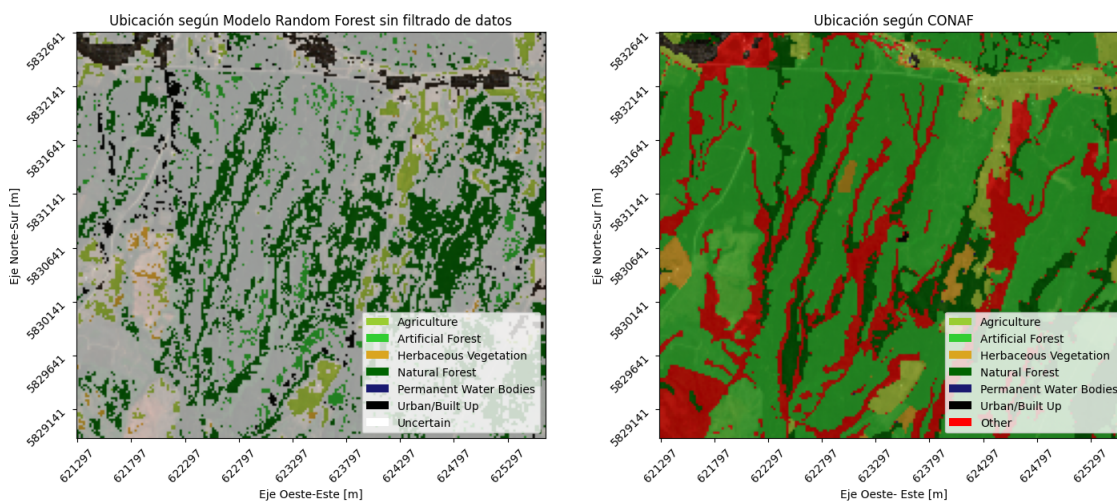 Ubicación según Modelo Random Forest sin filtrado de datos
Eje Norte-Sur [m]
5832641
5832141
5831641
5831141
5830641
5830141
5829641
5829141
Agriculture
Artificial Forest
Herbaceous Vegetation
Natural Forest
Permanent Water Bodies
Urban/Built Up
Uncertain
621297
621797
622297
622797
623297
623797
624297
624797
625297
Eje Oeste-Este [m]
Ubicación según CONAF
Eje Norte-Sur [m]
5832641
5832141
5831641
5831141
5830641
5830141
5829641
5829141
Agriculture
Artificial Forest
Herbaceous Vegetation
Natural Forest
Permanent Water Bodies
Urban/Built Up
Other
621297
621797
622297
622797
623297
623797
624297
624797
625297
Eje Oeste- Este [m]